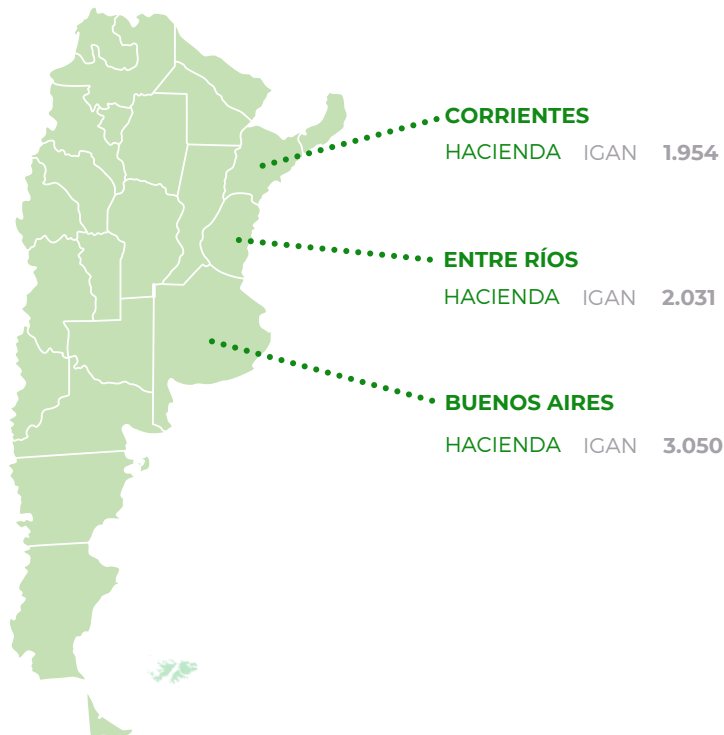 CORRIENTES
HACIENDA IGAN 1.954
ENTRE RÍOS
HACIENDA IGAN 2.031
BUENOS AIRES
HACIENDA IGAN 3.050